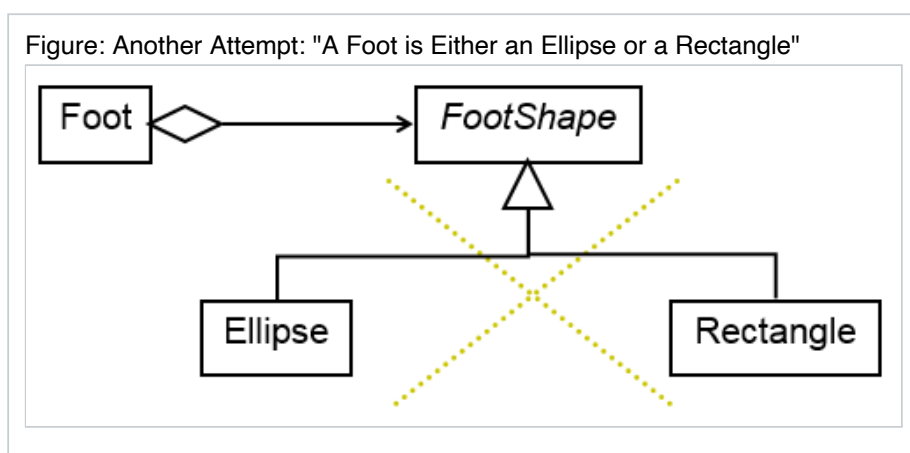 Figure: Another Attempt: "A Foot is Either an Ellipse or a Rectangle"
Foot
FootShape
Ellipse
Rectangle